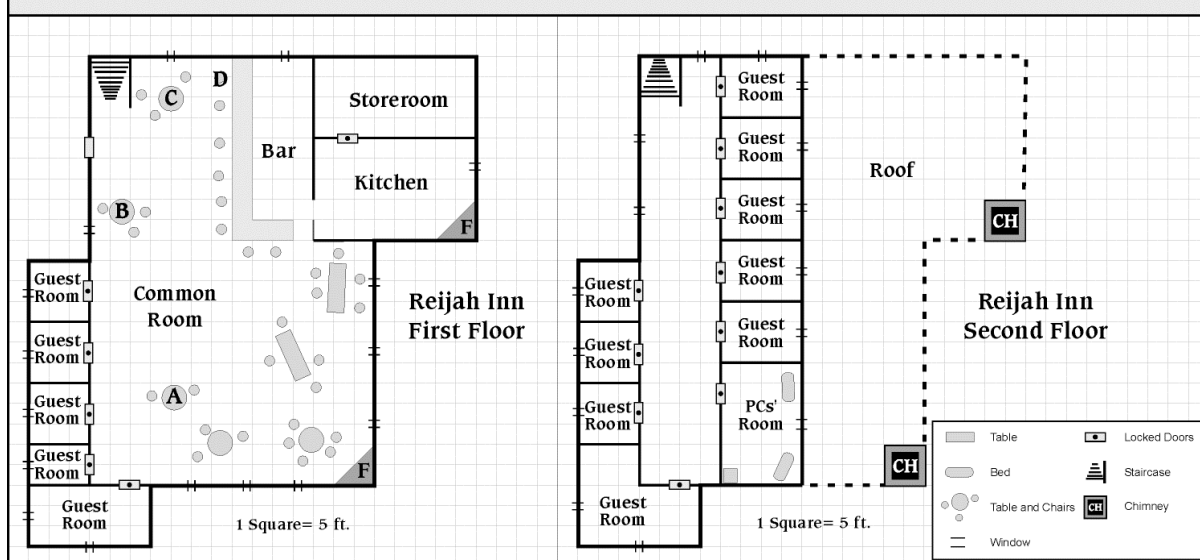 C
D
Bar
Storeroom
Kitchen
F
B
Guest
Room
Guest
Room
Guest
Room
Guest
Room
Guest
Room
Common
Room
A
F
Reijah Inn
First Floor
1 Square= 5 ft.
Guest
Room
Guest
Room
Guest
Room
Guest
Room
Guest
Room
PCs'
Room
Guest
Room
Guest
Room
Guest
Room
Guest
Room
Roof
CH
CH
Reijah Inn
Second Floor
1 Square= 5 ft.
Table
Locked Doors
Bed
Staircase
Table and Chairs
CH
Chimney
Window